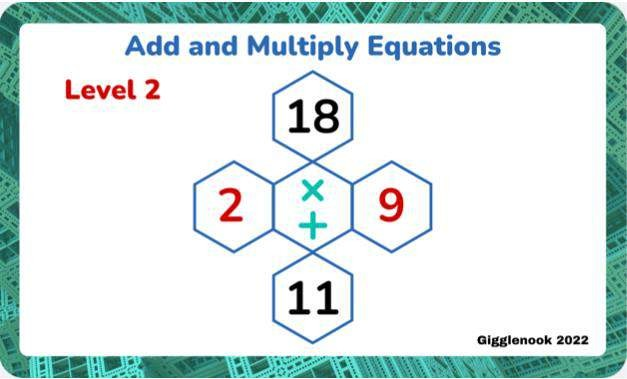 Add and Multiply Equations
Level 2
18
2 × 9
+
11
Gigglenook 2022